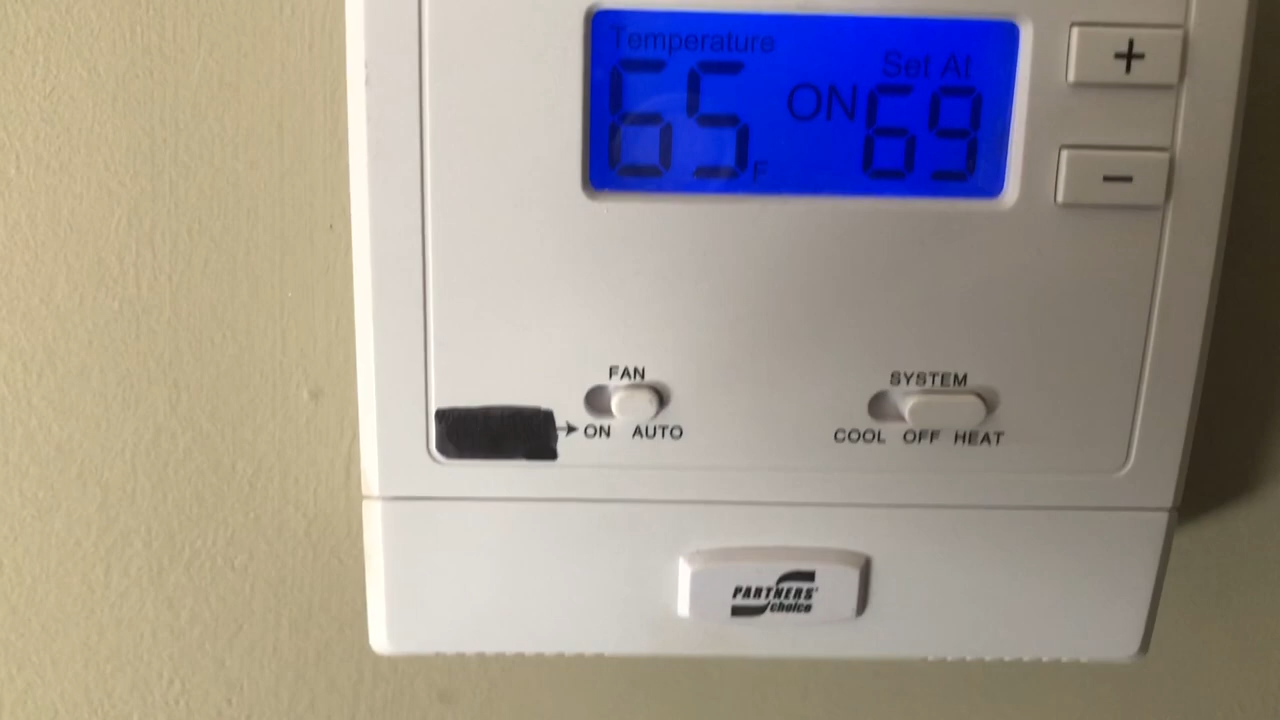 Temperature
Set At
65 F ON 69
+
−
FAN
ON AUTO
SYSTEM
COOL OFF HEAT
PARTNERS'
choice